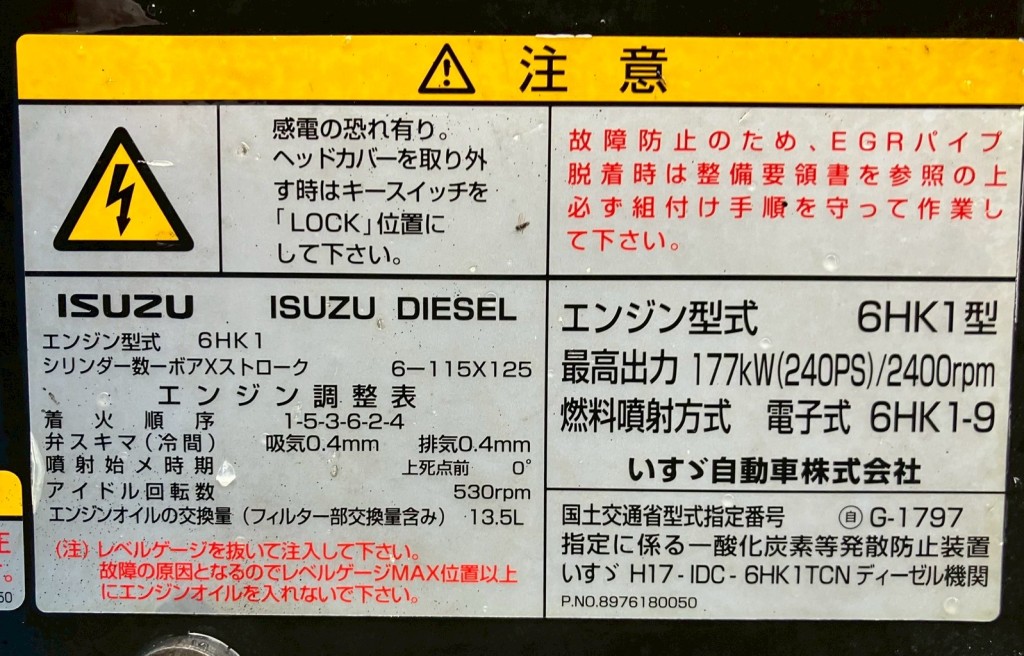 注意
感電の恐れ有り。
ヘッドカバーを取り外
す時はキースイッチを
「LOCK」位置に
して下さい。
故障防止のため、EGRパイプ
脱着時は整備要領書を参照の上
必ず組付け手順を守って作業し
て下さい。
ISUZU ISUZU DIESEL
エンジン型式 6HK1
シリンダー数ーボアXストローク 6-115X125
エンジン調整表
着火順序 1-5-3-6-2-4
弁スキマ(冷間) 吸気0.4mm 排気0.4mm
噴射始メ時期 上死点前 0°
アイドル回転数 530rpm
エンジンオイルの交換量(フィルター部交換量含み) 13.5L
(注)レベルゲージを抜いて注入して下さい。
故障の原因となるのでレベルゲージMAX位置以上
にエンジンオイルを入れないで下さい。
エンジン型式 6HK1型
最高出力 177kW(240PS)/2400rpm
燃料噴射方式 電子式 6HK1-9
いすゞ自動車株式会社
国土交通省型式指定番号 ㊂自 G-1797
指定に係る一酸化炭素等発散防止装置
いすゞ H17-IDC-6HK1TCN ディーゼル機関
P.NO.8976180050